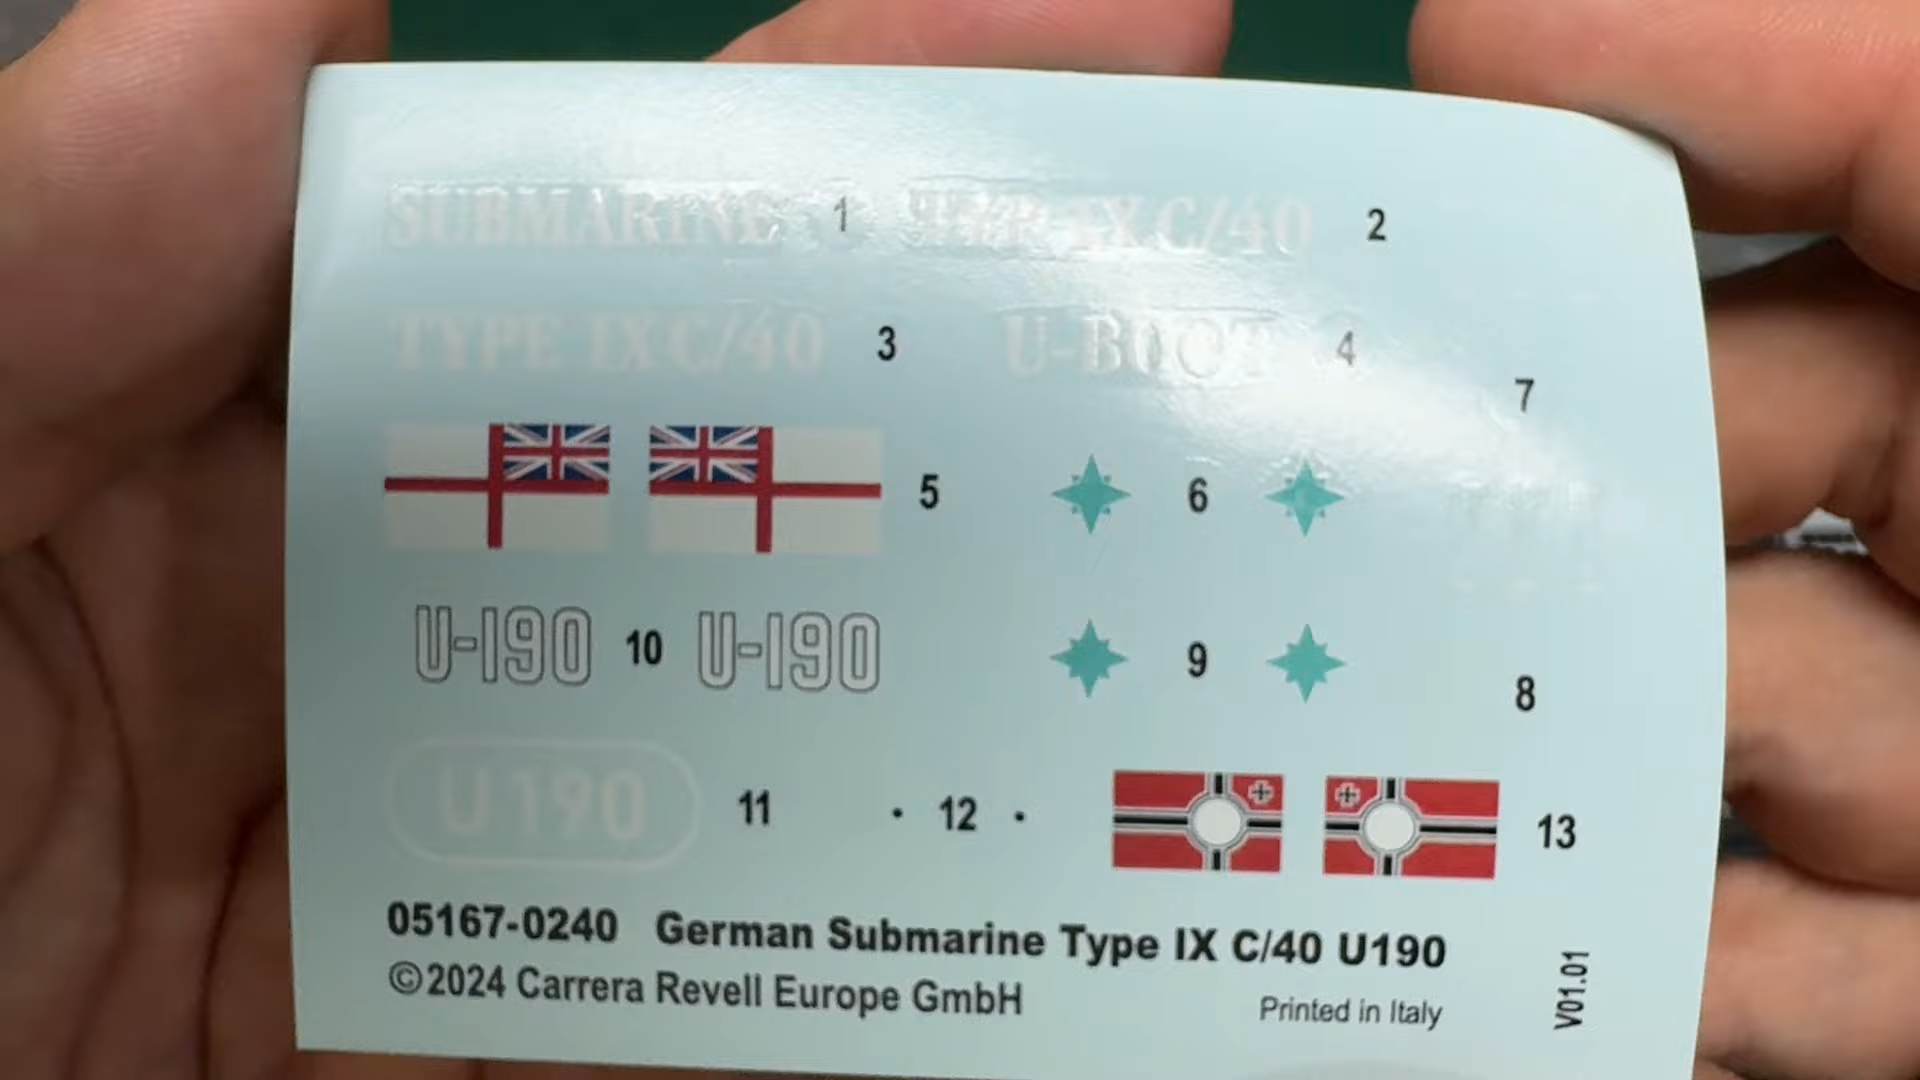 SUBMARINE 1 TYP IX C/40 2
TYPE IX C/40 3 U-BOOT 4
7
5 6
U-190 10 U-190 9
8
U 190 11 12 13
05167-0240 German Submarine Type IX C/40 U190
©2024 Carrera Revell Europe GmbH
Printed in Italy
V01.01